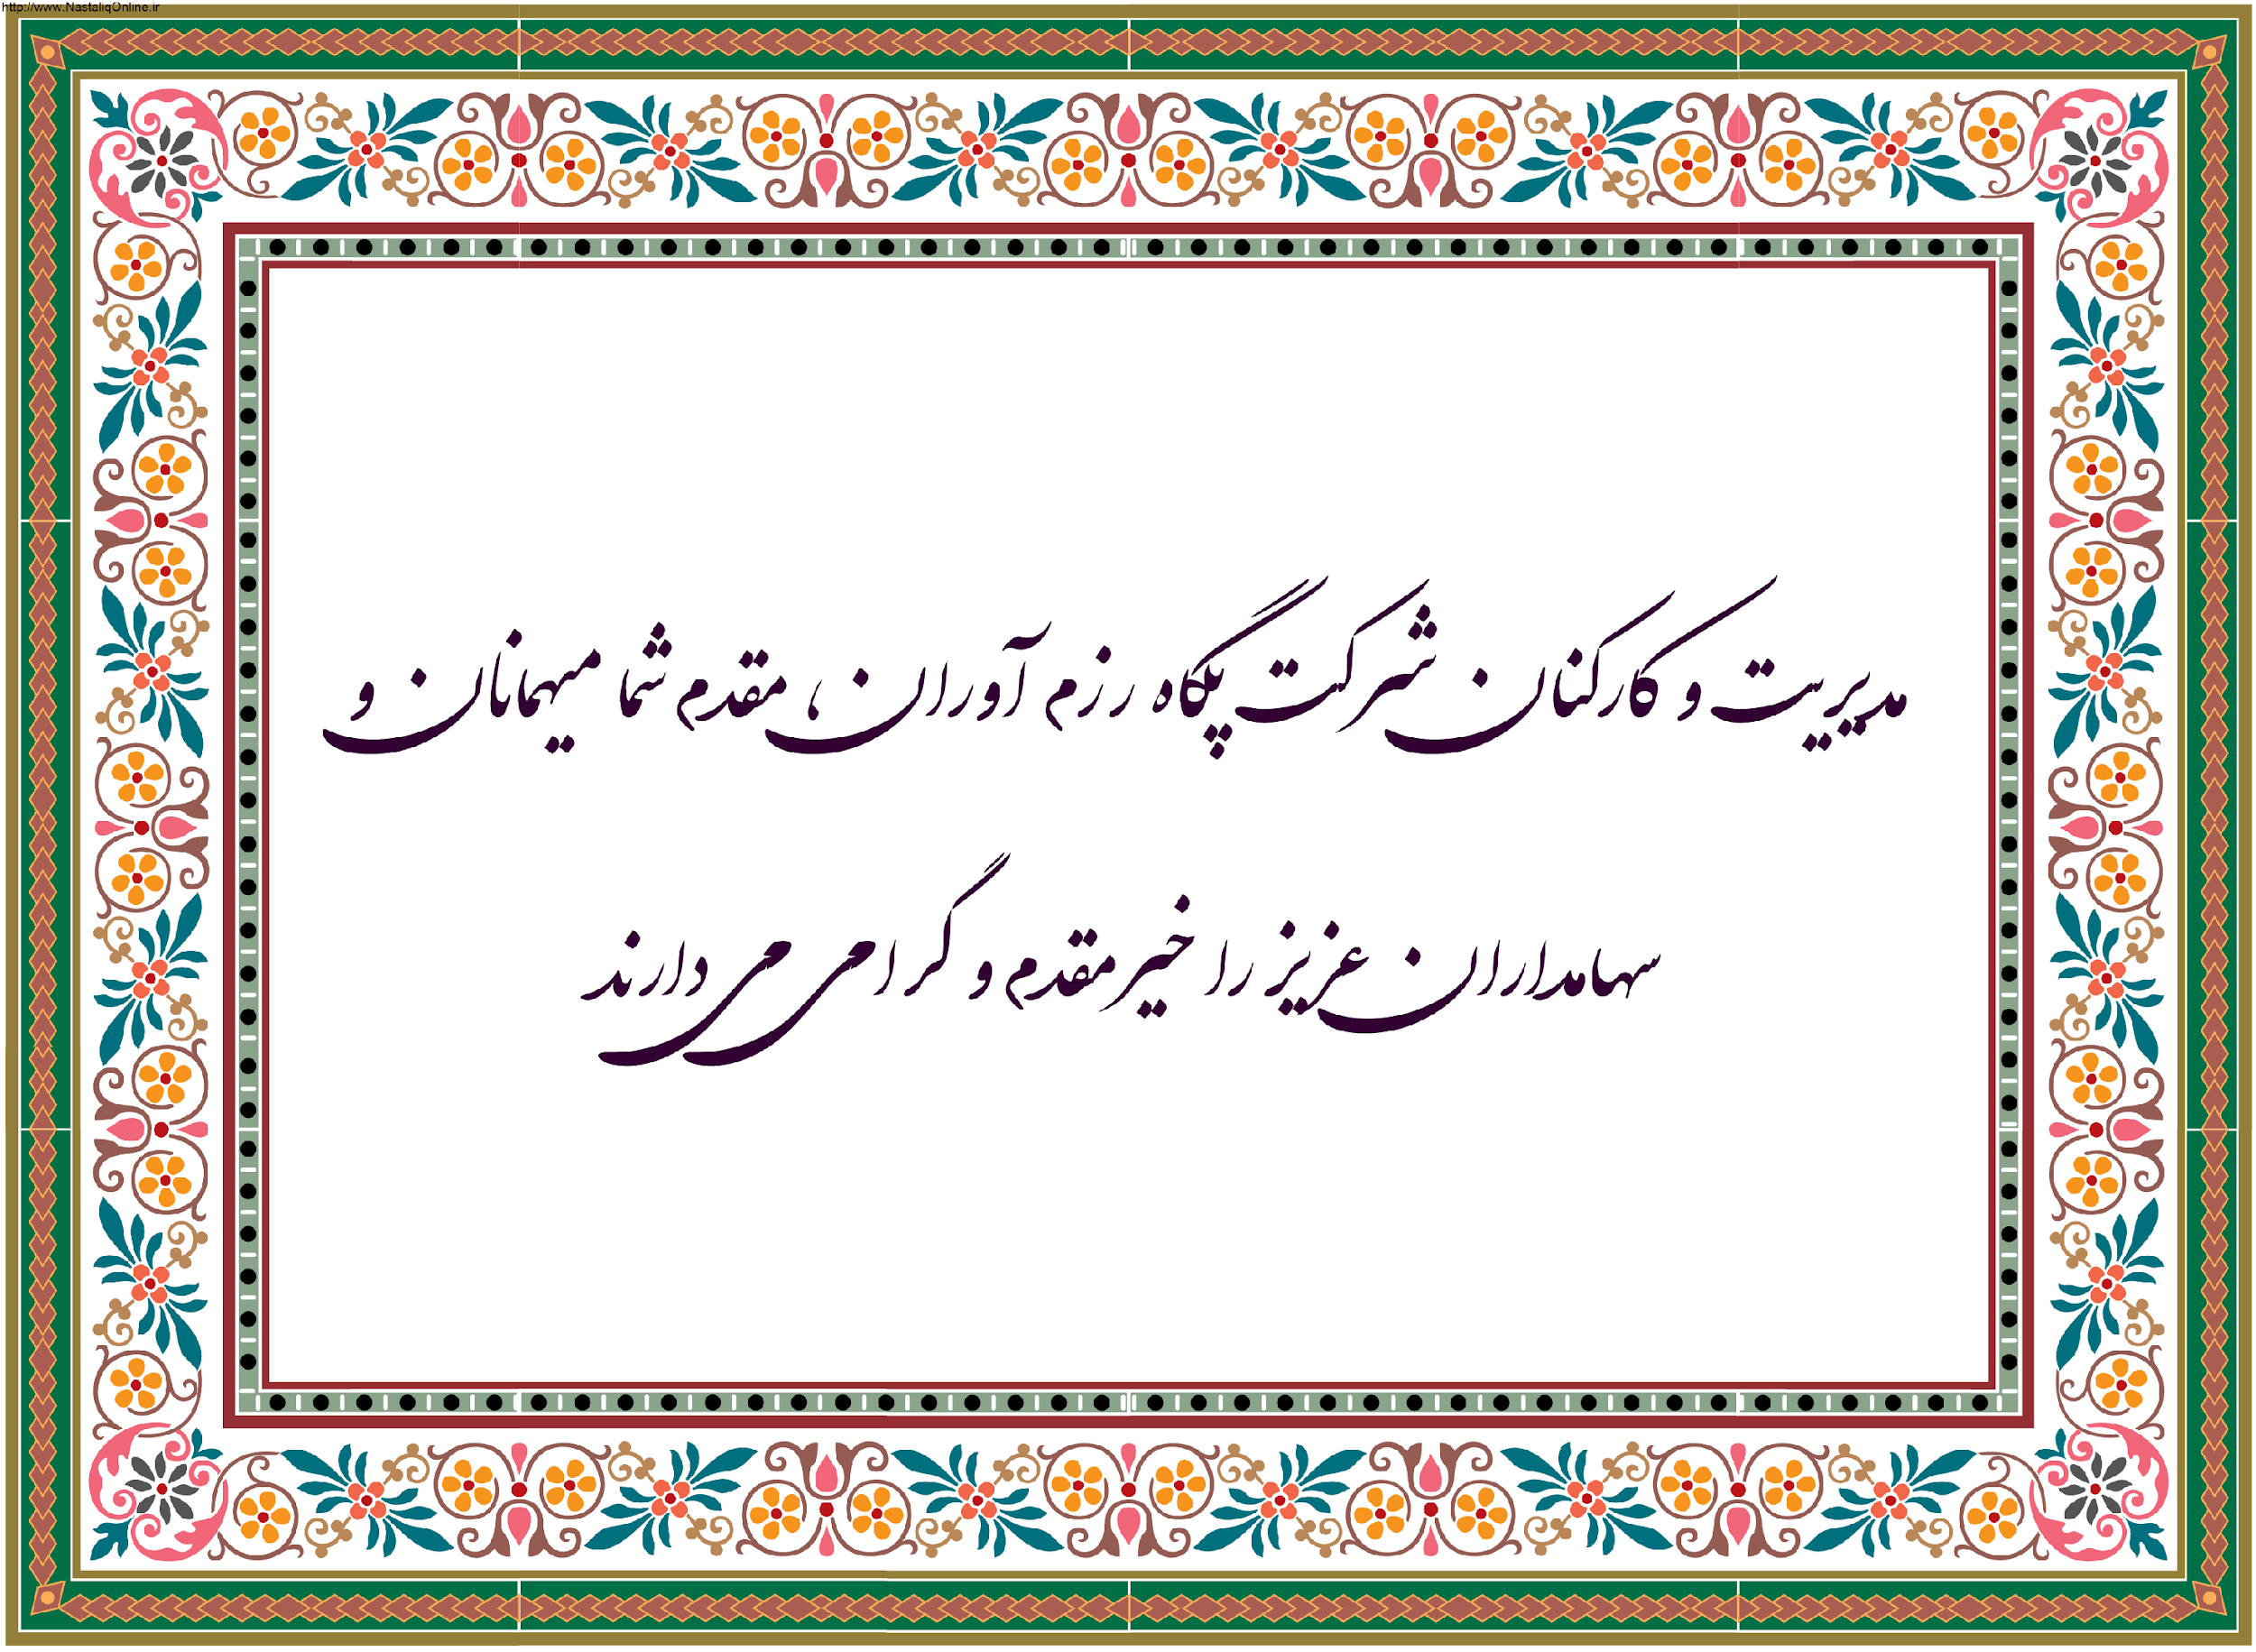 http://www.NastaliqOnline.ir
مدیریت و کارکنان شرکت پگاه رزم آوران ، مقدم شما میهمانان و
سهامداران عزیز را خیر مقدم و گرامی می دارند